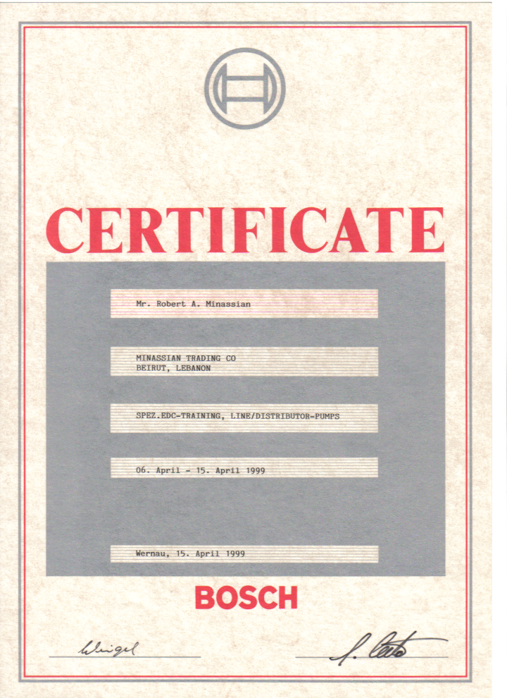 CERTIFICATE
Mr. Robert A. Minassian
MINASSIAN TRADING CO
BEIRUT, LEBANON
SPEZ.EDC-TRAINING, LINE/DISTRIBUTOR-PUMPS
06. April - 15. April 1999
Wernau, 15. April 1999
BOSCH